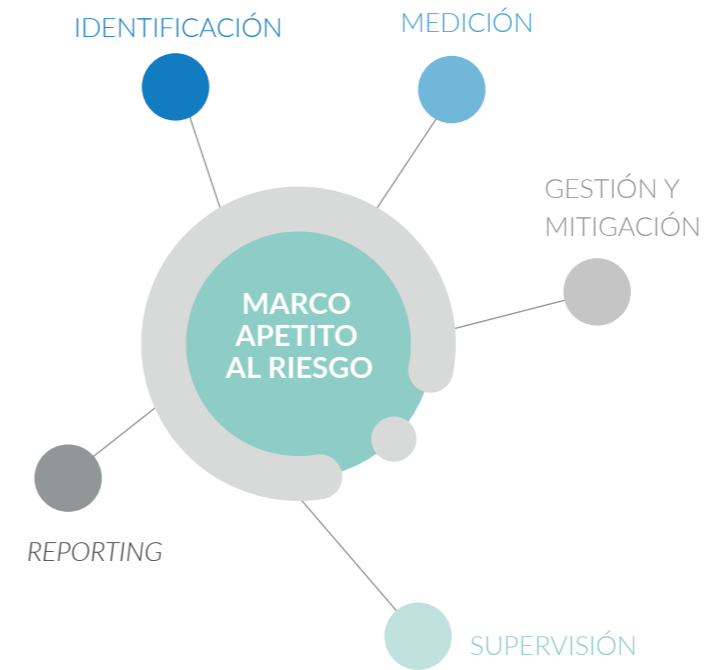 IDENTIFICACIÓN
MEDICIÓN
GESTIÓN Y
MITIGACIÓN
MARCO
APETITO
AL RIESGO
REPORTING
SUPERVISIÓN